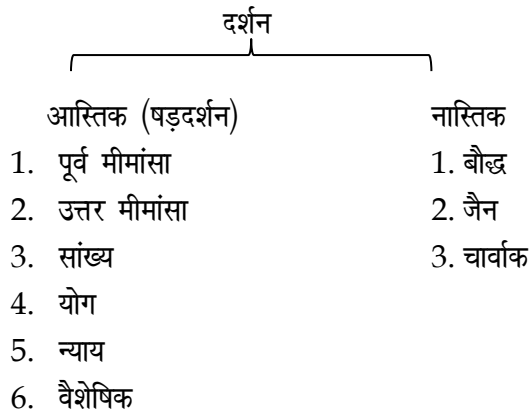 दर्शन
आस्तिक (षड़दर्शन)
1. पूर्व मीमांसा
2. उत्तर मीमांसा
3. सांख्य
4. योग
5. न्याय
6. वैशेषिक
नास्तिक
1. बौद्ध
2. जैन
3. चार्वाक